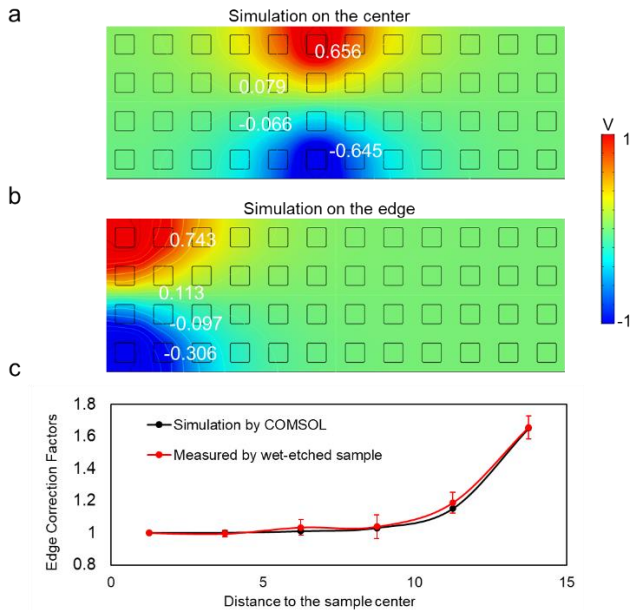 a
Simulation on the center
0.656
0.079
-0.066
-0.645
V
1
-1
b
Simulation on the edge
0.743
0.113
-0.097
-0.306
c
Edge Correction Factors
1.8
1.6
1.4
1.2
1
0.8
Simulation by COMSOL
Measured by wet-etched sample
0 5 10 15
Distance to the sample center